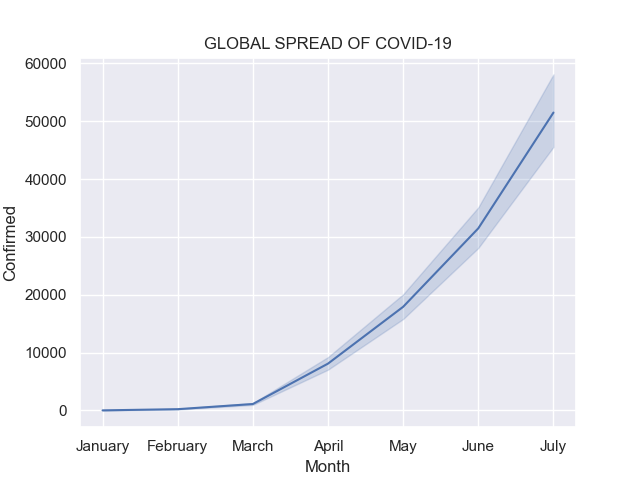 GLOBAL SPREAD OF COVID-19
60000
50000
40000
30000
20000
10000
0
Confirmed
January February March April May June July
Month